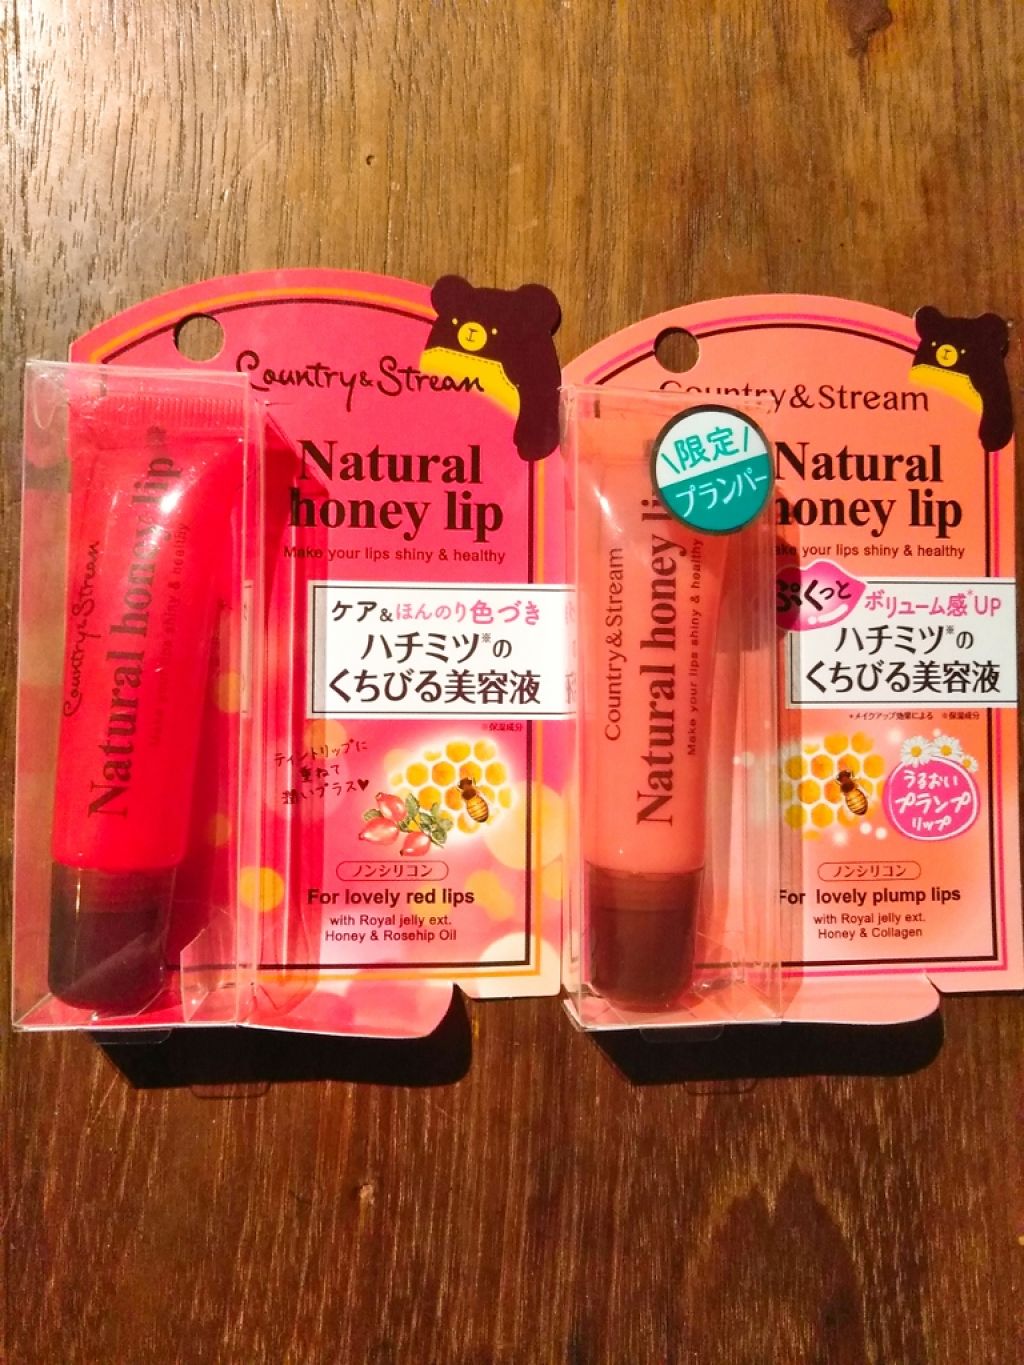 Country & Stream
Natural
honey lip
Make your lips shiny & healthy
ケア&ほんのり色づき
ハチミツ※の
くちびる美容液
※保湿成分
ティントリップに
重ねて
潤いプラス♥
ノンシリコン
For lovely red lips
with Royal jelly ext.
Honey & Rosehip Oil
Country & Stream
Natural honey lip
Make your lips shiny & healthy
Country & Stream
\限定/
プランパー
Natural
honey lip
Make your lips shiny & healthy
ぷくっと
ボリューム感*UP
ハチミツ※の
くちびる美容液
*メイクアップ効果による ※保湿成分
うるおい
プランプ
リップ
ノンシリコン
For lovely plump lips
with Royal jelly ext.
Honey & Collagen
Country & Stream
Natural honey li
Make your lips shiny & healthy